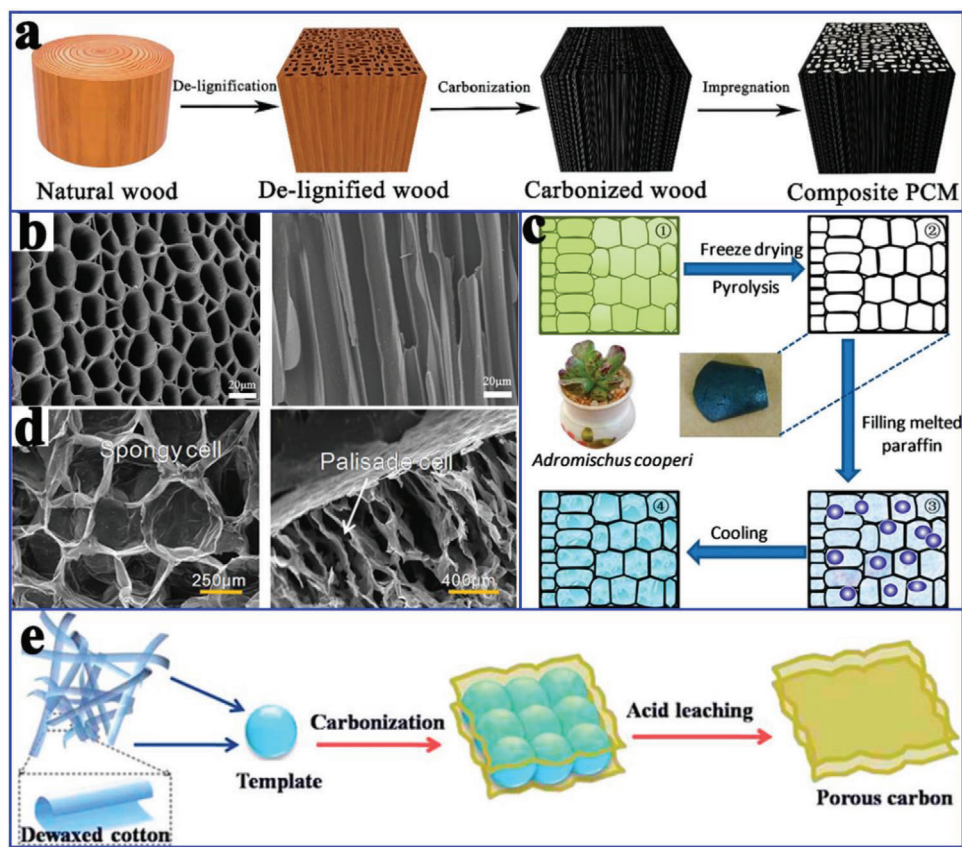 a
De-lignification
Carbonization
Impregnation
Natural wood
De-lignified wood
Carbonized wood
Composite PCM
b
20μm
20μm
c
①
Freeze drying
Pyrolysis
②
Adromischus cooperi
Filling melted
paraffin
④
Cooling
③
d
Spongy cell
250μm
Palisade cell
400μm
e
Dewaxed cotton
Template
Carbonization
Acid leaching
Porous carbon